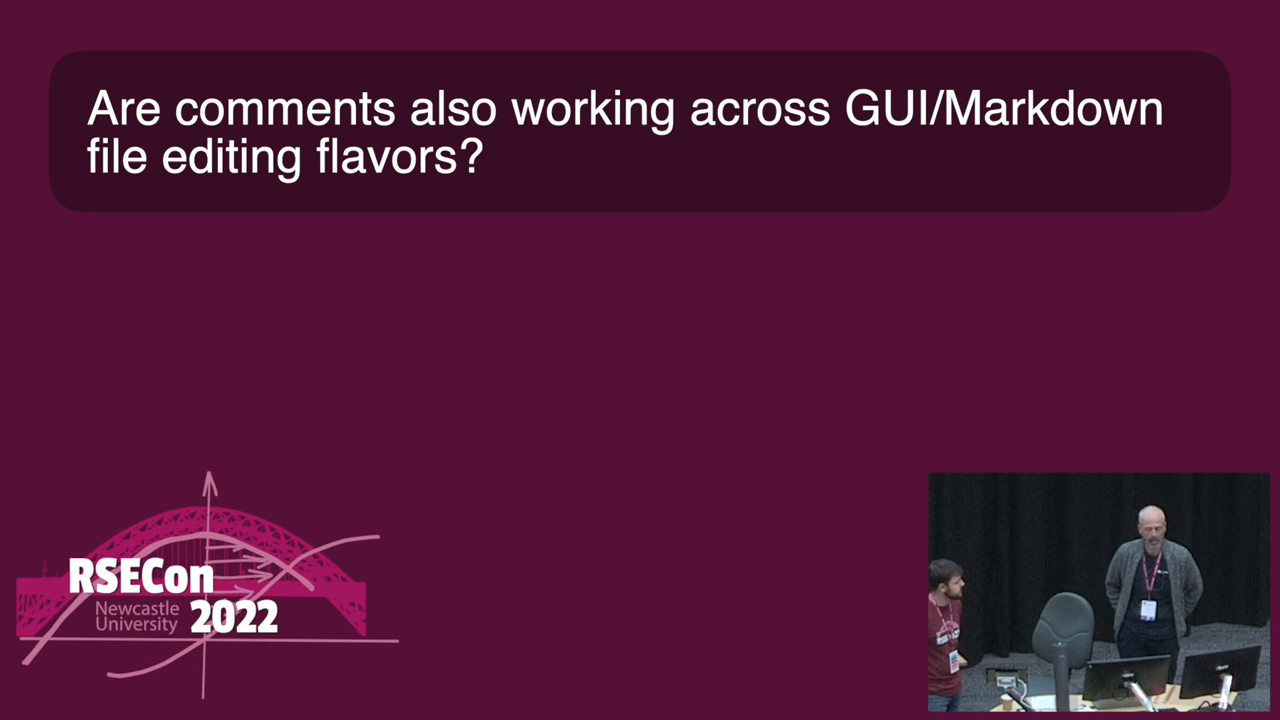 Are comments also working across GUI/Markdown
file editing flavors?
RSECon
Newcastle
University
2022